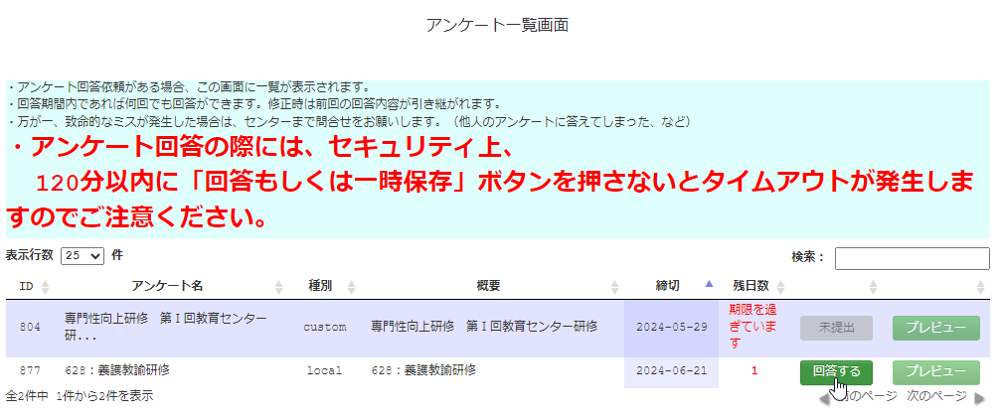 アンケート一覧画面
・アンケート回答依頼がある場合、この画面に一覧が表示されます。
・回答期間内であれば何回でも回答ができます。修正時は前回の回答内容が引き継がれます。
・万が一、致命的なミスが発生した場合は、センターまで問合せをお願いします。（他人のアンケートに答えてしまった、など）
・アンケート回答の際には、セキュリティ上、
120分以内に「回答もしくは一時保存」ボタンを押さないとタイムアウトが発生しま
すのでご注意ください。
表示行数 25 件 検索：
ID アンケート名 種別 概要 締切 残日数
804 専門性向上研修　第Ⅰ回教育センター研... custom 専門性向上研修　第Ⅰ回教育センター研修 2024-05-29 期限を過ぎています 未提出 プレビュー
877 628：養護教諭研修 local 628：養護教諭研修 2024-06-21 1 回答する プレビュー
全2件中 1件から2件を表示 前のページ 次のページ